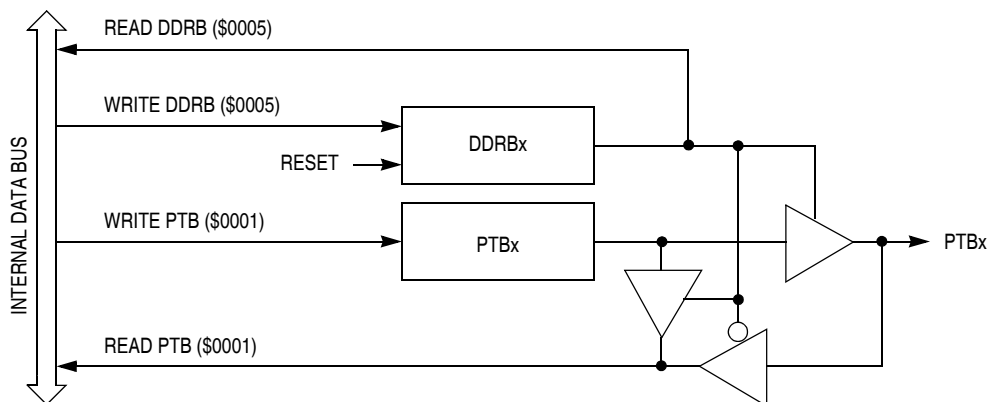 READ DDRB ($0005)
WRITE DDRB ($0005)
DDRBx
RESET
INTERNAL DATA BUS
WRITE PTB ($0001)
PTBx
PTBx
READ PTB ($0001)